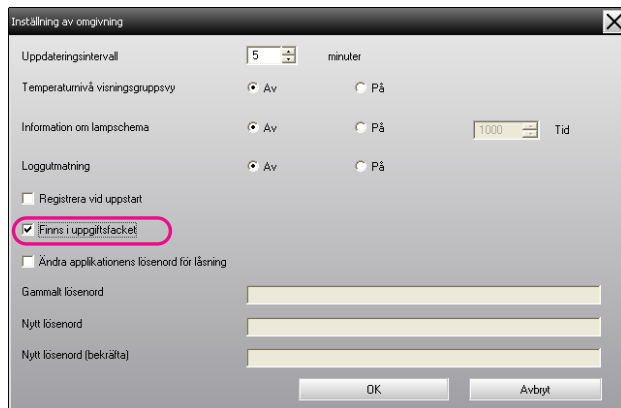 Inställning av omgivning
Uppdateringsintervall 5 minuter
Temperaturnivå visningsgruppsvy Av På
Information om lampschema Av På 1000 Tid
Loggutmatning Av På
Registrera vid uppstart
Finns i uppgiftsfacket
Ändra applikationens lösenord för låsning
Gammalt lösenord
Nytt lösenord
Nytt lösenord (bekräfta)
OK Avbryt